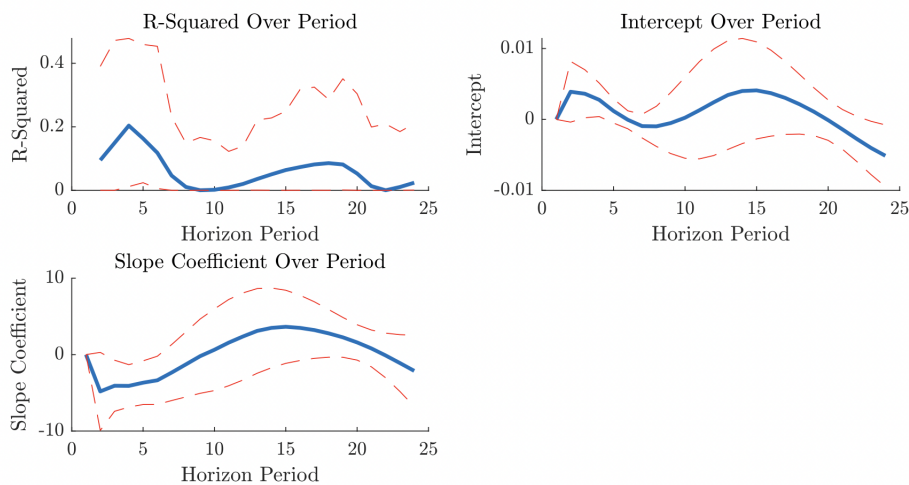 R-Squared Over Period
R-Squared
0.4
0.2
0
0 5 10 15 20 25
Horizon Period
Intercept Over Period
Intercept
0.01
0
-0.01
0 5 10 15 20 25
Horizon Period
Slope Coefficient Over Period
Slope Coefficient
10
0
-10
0 5 10 15 20 25
Horizon Period